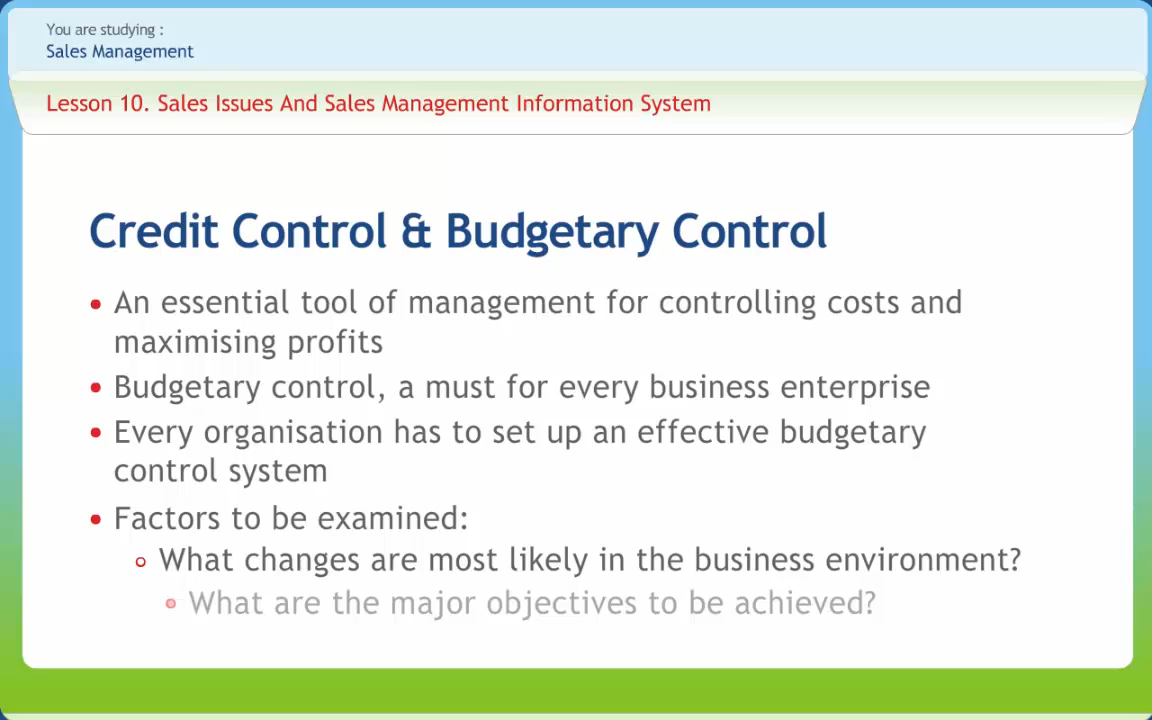 You are studying :
Sales Management
Lesson 10. Sales Issues And Sales Management Information System
Credit Control & Budgetary Control
• An essential tool of management for controlling costs and
maximising profits
• Budgetary control, a must for every business enterprise
• Every organisation has to set up an effective budgetary
control system
• Factors to be examined:
What changes are most likely in the business environment?
What are the major objectives to be achieved?